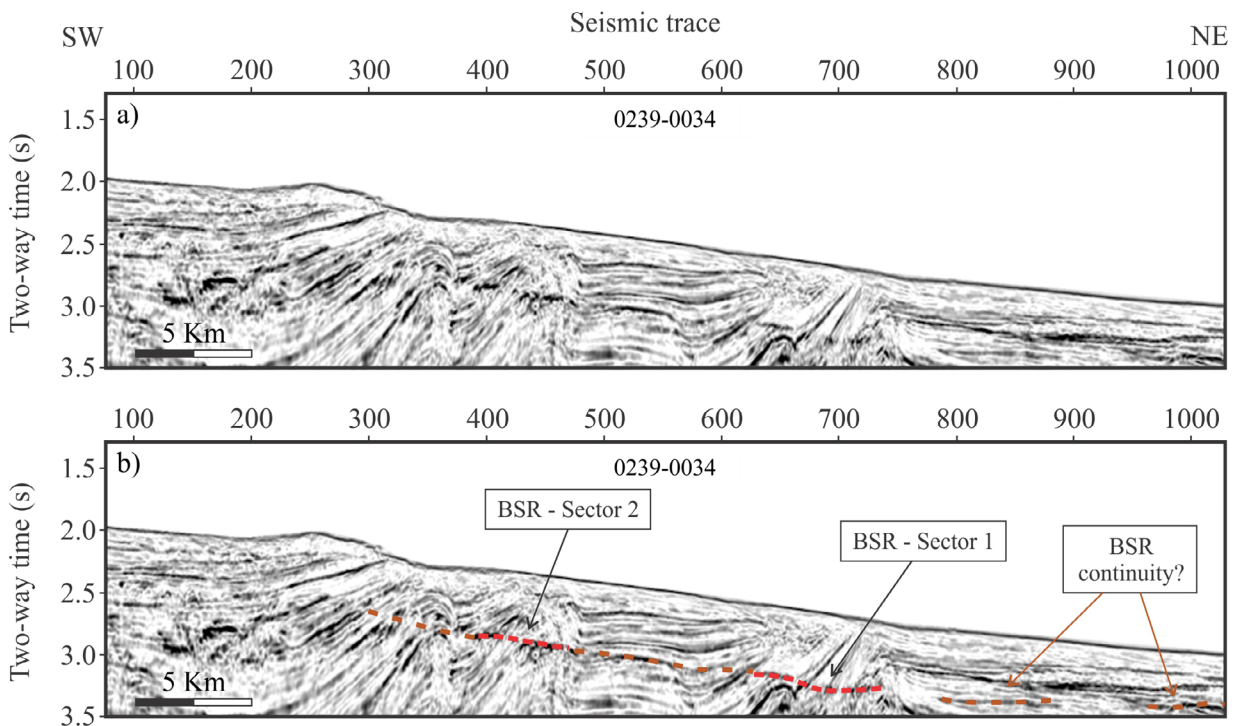 Seismic trace
SW
NE
100 200 300 400 500 600 700 800 900 1000
a)
0239-0034
Two-way time (s)
1.5
2.0
2.5
3.0
3.5
5 Km
100 200 300 400 500 600 700 800 900 1000
b)
0239-0034
Two-way time (s)
1.5
2.0
2.5
3.0
3.5
BSR - Sector 2
BSR - Sector 1
BSR
continuity?
5 Km